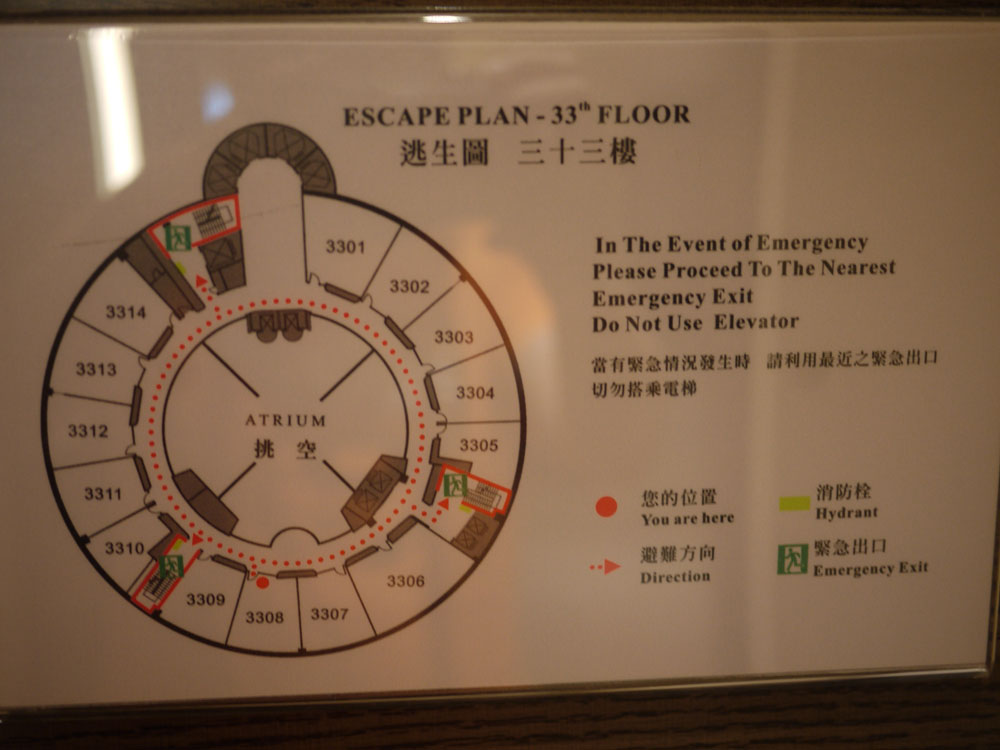 ESCAPE PLAN - 33th FLOOR
逃生圖 三十三樓
3301
3302
3303
3304
3305
3306
3307
3308
3309
3310
3311
3312
3313
3314
ATRIUM
挑空
In The Event of Emergency
Please Proceed To The Nearest
Emergency Exit
Do Not Use Elevator
當有緊急情況發生時 請利用最近之緊急出口
切勿搭乘電梯
您的位置
You are here
消防栓
Hydrant
避難方向
Direction
緊急出口
Emergency Exit